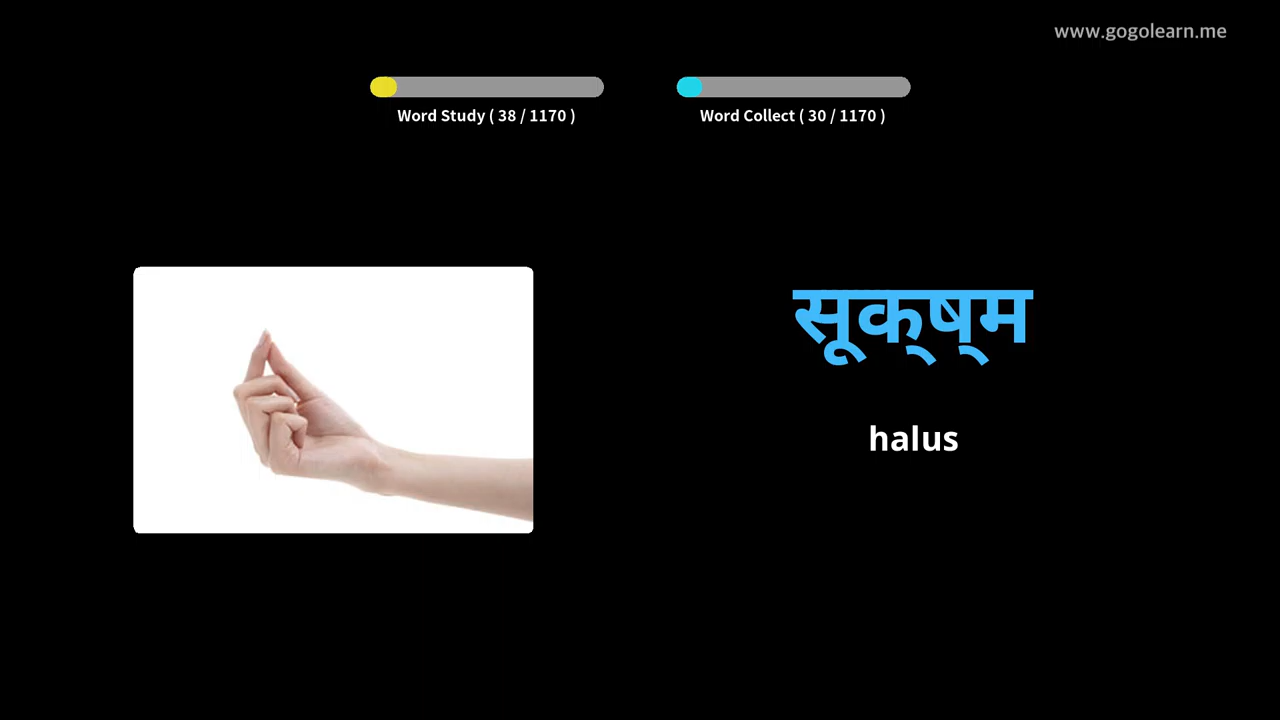 www.gogolearn.me
Word Study ( 38 / 1170 )
Word Collect ( 30 / 1170 )
सूक्ष्म
halus